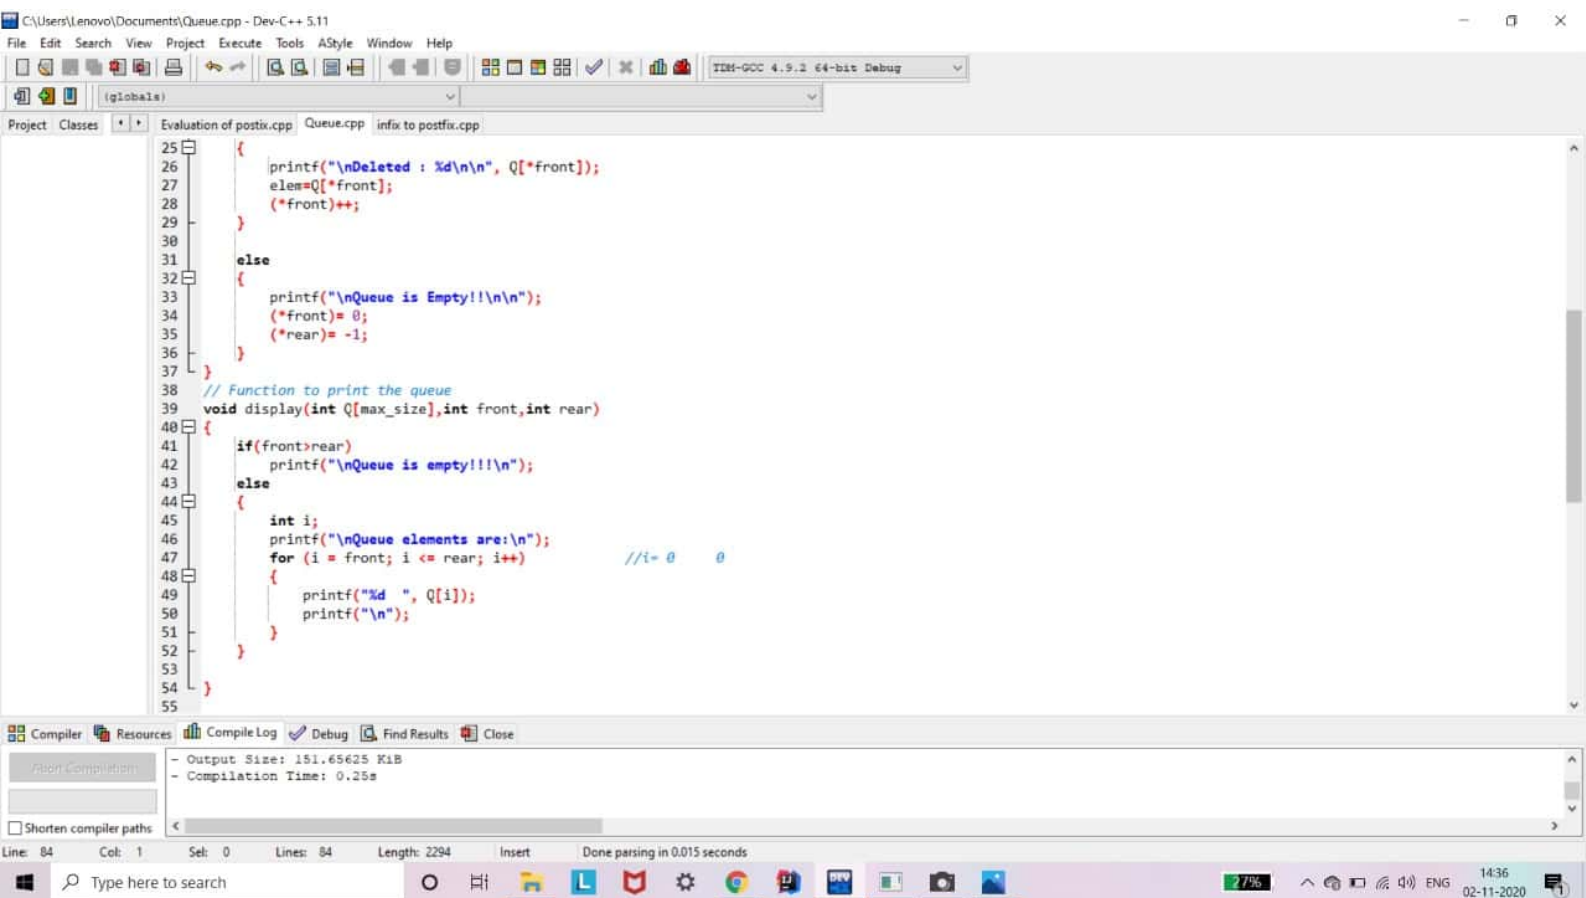 C:\Users\Lenovo\Documents\Queue.cpp - Dev-C++ 5.11
File Edit Search View Project Execute Tools AStyle Window Help
TDM-GCC 4.9.2 64-bit Debug
(globals)
Project Classes Evaluation of postix.cpp Queue.cpp infix to postfix.cpp
25 {
26 printf("\nDeleted : %d\n\n", Q[*front]);
27 elem=Q[*front];
28 (*front)++;
29 }
30
31 else
32 {
33 printf("\nQueue is Empty!!\n\n");
34 (*front)= 0;
35 (*rear)= -1;
36 }
37 }
38 // Function to print the queue
39 void display(int Q[max_size],int front,int rear)
40 {
41 if(front>rear)
42 printf("\nQueue is empty!!!\n");
43 else
44 {
45 int i;
46 printf("\nQueue elements are:\n");
47 for (i = front; i <= rear; i++) //i= 0 0
48 {
49 printf("%d  ", Q[i]);
50 printf("\n");
51 }
52 }
53
54 }
55
Compiler Resources Compile Log Debug Find Results Close
Abort Compilation
- Output Size: 151.65625 KiB
- Compilation Time: 0.25s
Shorten compiler paths
Line: 84 Col: 1 Sel: 0 Lines: 84 Length: 2294 Insert Done parsing in 0.015 seconds
Type here to search
L
DEV
27%
ENG
14:36
02-11-2020
1